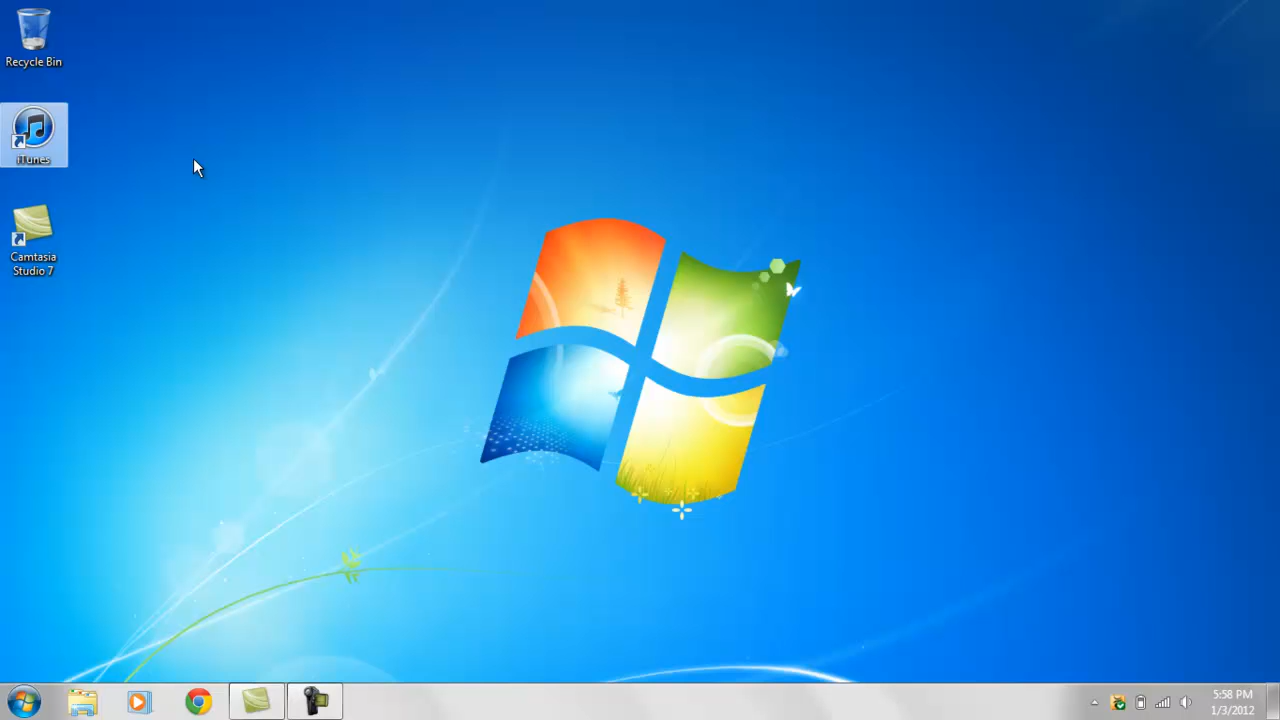 Recycle Bin
iTunes
Camtasia
Studio 7
5:58 PM
1/3/2012